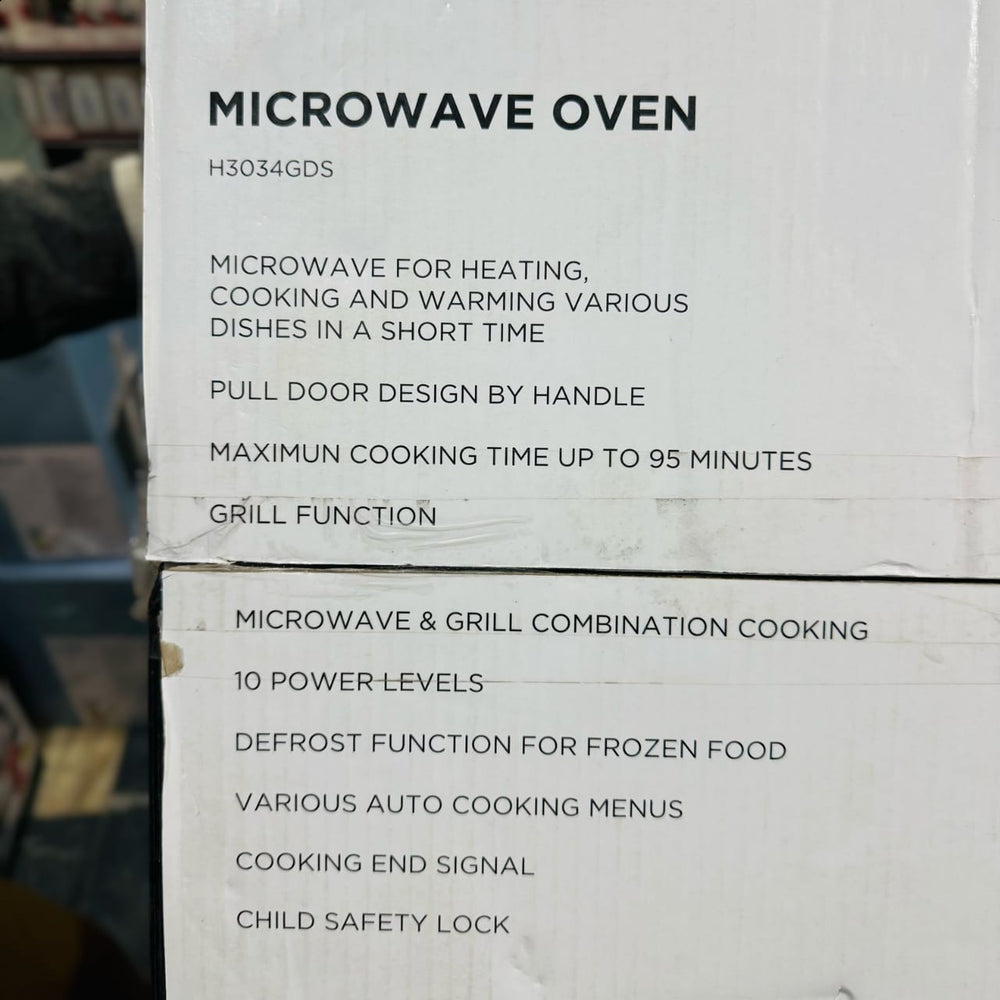 MICROWAVE OVEN
H3034GDS
MICROWAVE FOR HEATING,
COOKING AND WARMING VARIOUS
DISHES IN A SHORT TIME
PULL DOOR DESIGN BY HANDLE
MAXIMUN COOKING TIME UP TO 95 MINUTES
GRILL FUNCTION
MICROWAVE & GRILL COMBINATION COOKING
10 POWER LEVELS
DEFROST FUNCTION FOR FROZEN FOOD
VARIOUS AUTO COOKING MENUS
COOKING END SIGNAL
CHILD SAFETY LOCK